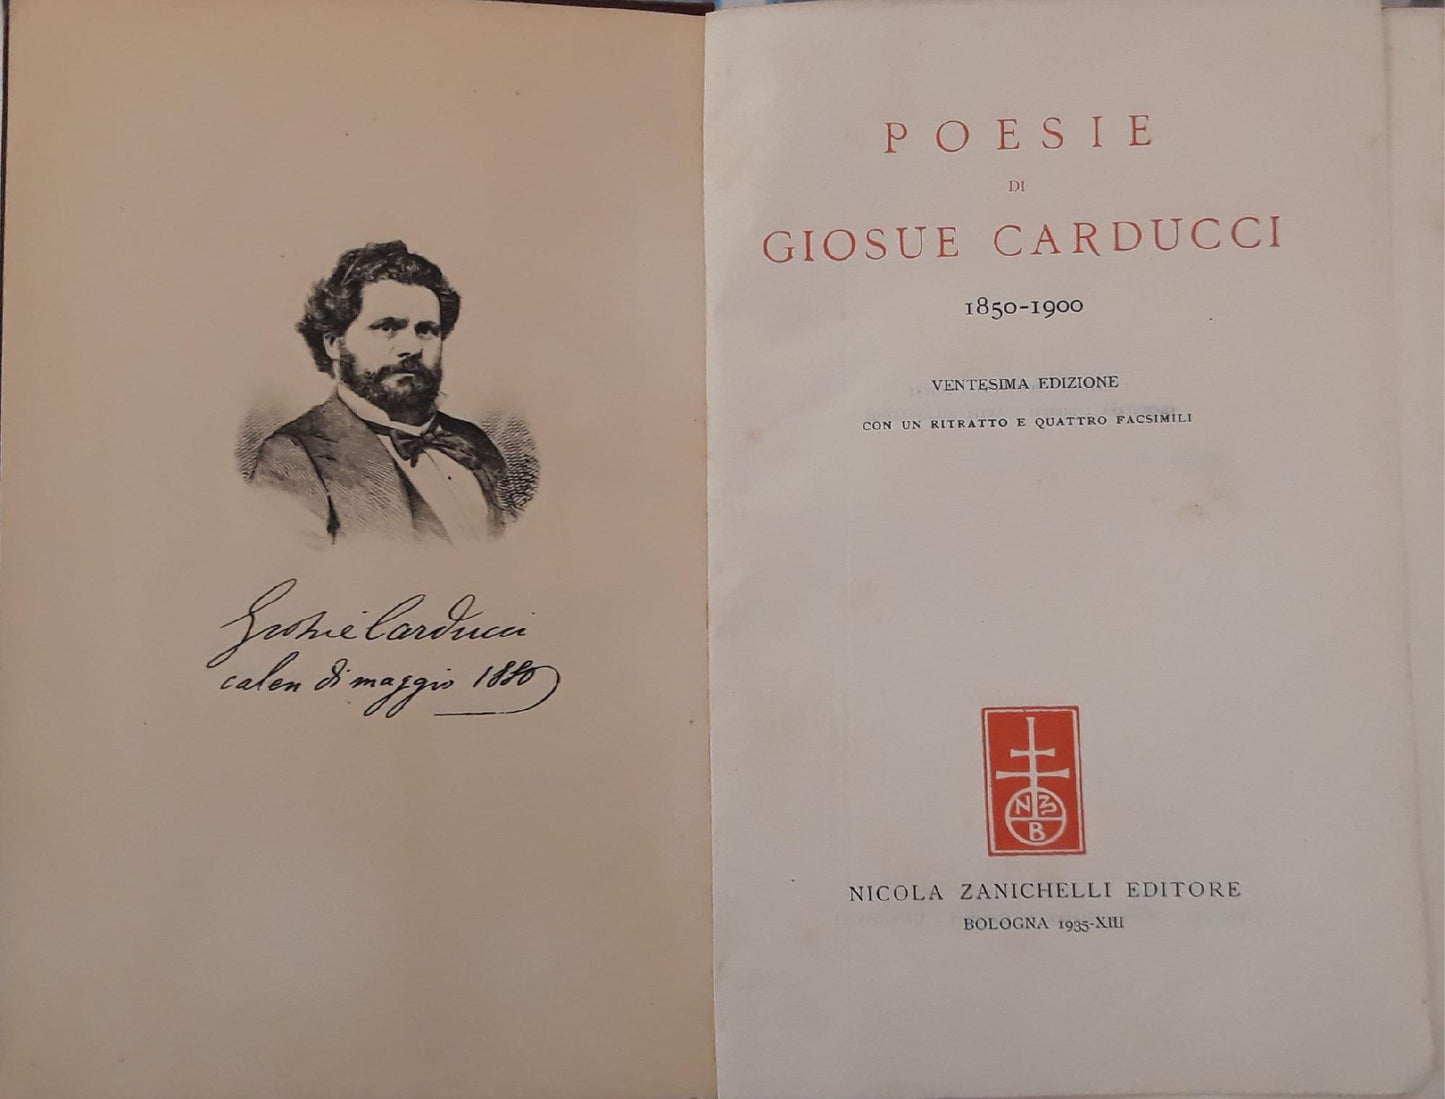 Giosuè Carducci
calen di maggio 1880
POESIE
DI
GIOSUE CARDUCCI
1850-1900
VENTESIMA EDIZIONE
CON UN RITRATTO E QUATTRO FACSIMILI
N Z
B
NICOLA ZANICHELLI EDITORE
BOLOGNA 1935-XIII